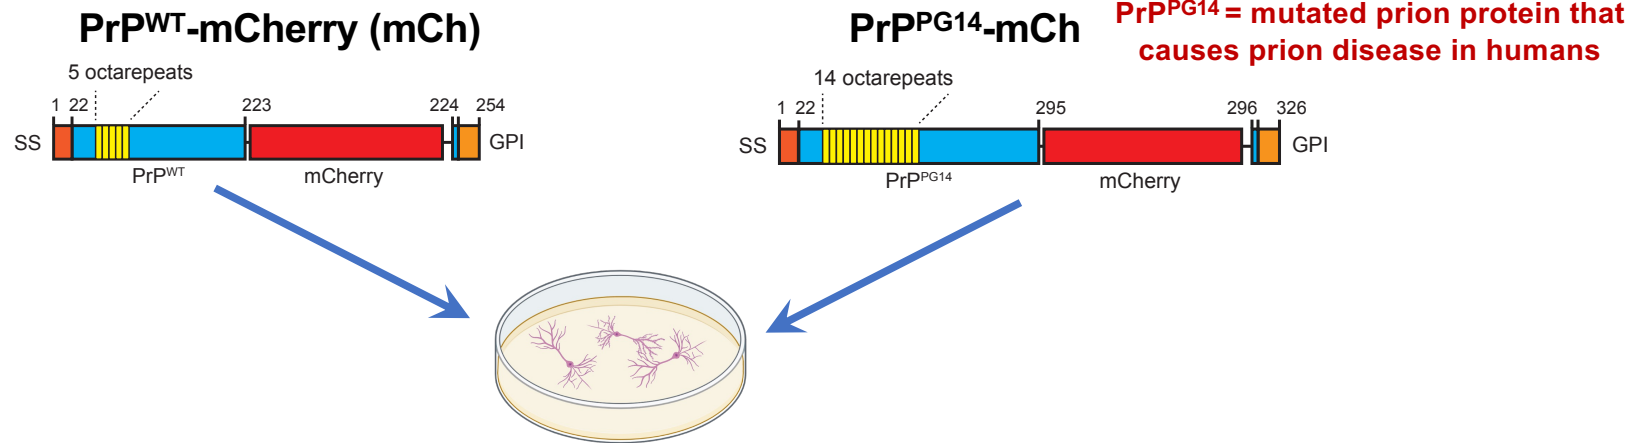 PrPWT-mCherry (mCh)
5 octarepeats
1 22 223 224 254
SS GPI
PrPWT mCherry
PrPPG14-mCh
PrPPG14 = mutated prion protein that
causes prion disease in humans
14 octarepeats
1 22 295 296 326
SS GPI
PrPPG14 mCherry